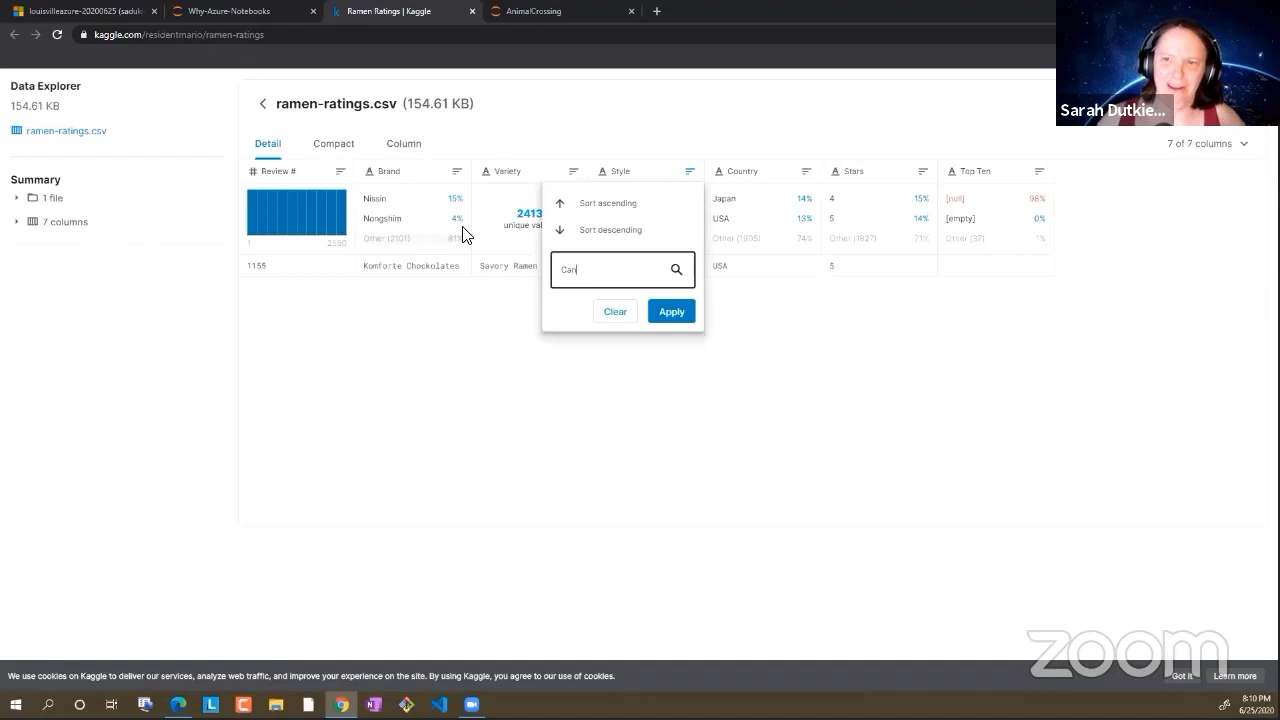 louisvilleazure-20200625 (saduk
Why-Azure-Notebooks
Ramen Ratings | Kaggle
AnimalCrossing
kaggle.com/residentmario/ramen-ratings
Sarah Dutkie...
Data Explorer
154.61 KB
ramen-ratings.csv
Summary
1 file
7 columns
ramen-ratings.csv (154.61 KB)
Detail Compact Column
7 of 7 columns
# Review # A Brand A Variety A Style A Country A Stars A Top Ten
Nissin 15% 2413 Japan 14% 4 15% [null] 98%
Nongshim 4% unique val USA 13% 5 14% [empty] 0%
Other (2101) 81% Other (1905) 74% Other (1827) 71% Other (37) 1%
1 2580
1155 Komforte Chockolates Savory Ramen USA 5
Sort ascending
Sort descending
Can
Clear Apply
zoom
We use cookies on Kaggle to deliver our services, analyze web traffic, and improve your experience on the site. By using Kaggle, you agree to our use of cookies.
Got it Learn more
8:10 PM
6/25/2020